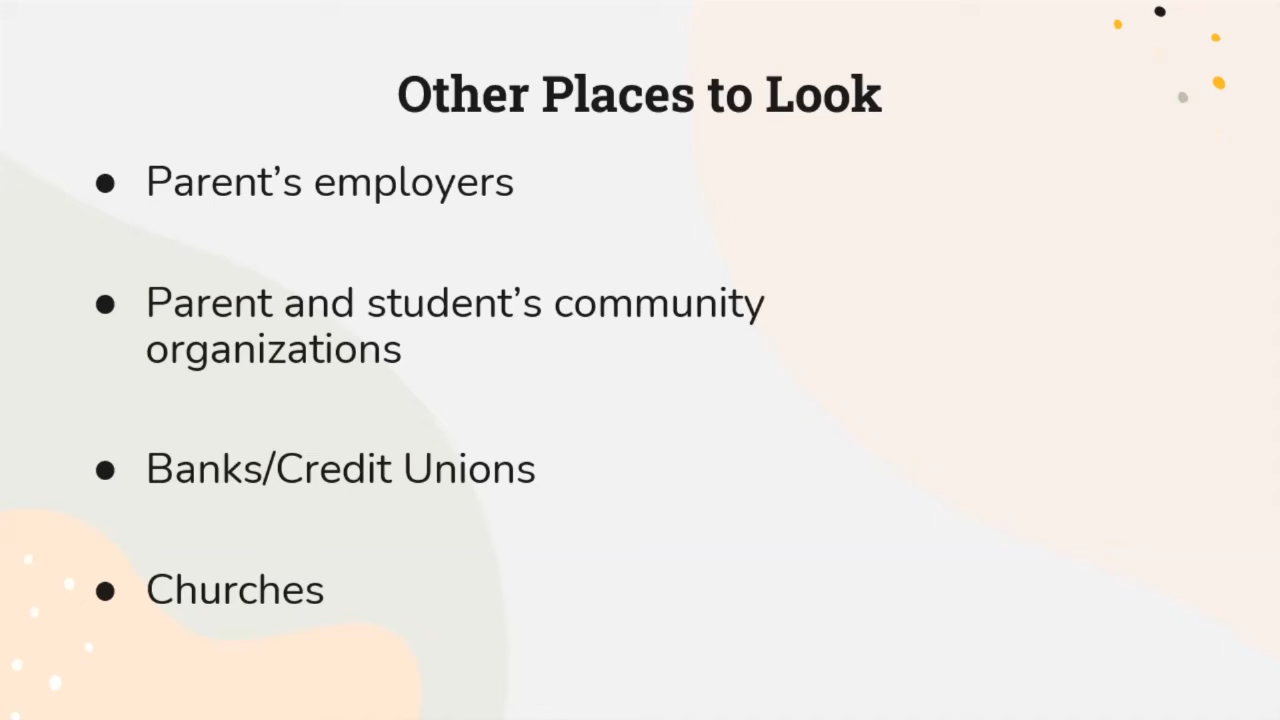 Other Places to Look
● Parent’s employers
● Parent and student’s community
organizations
● Banks/Credit Unions
● Churches